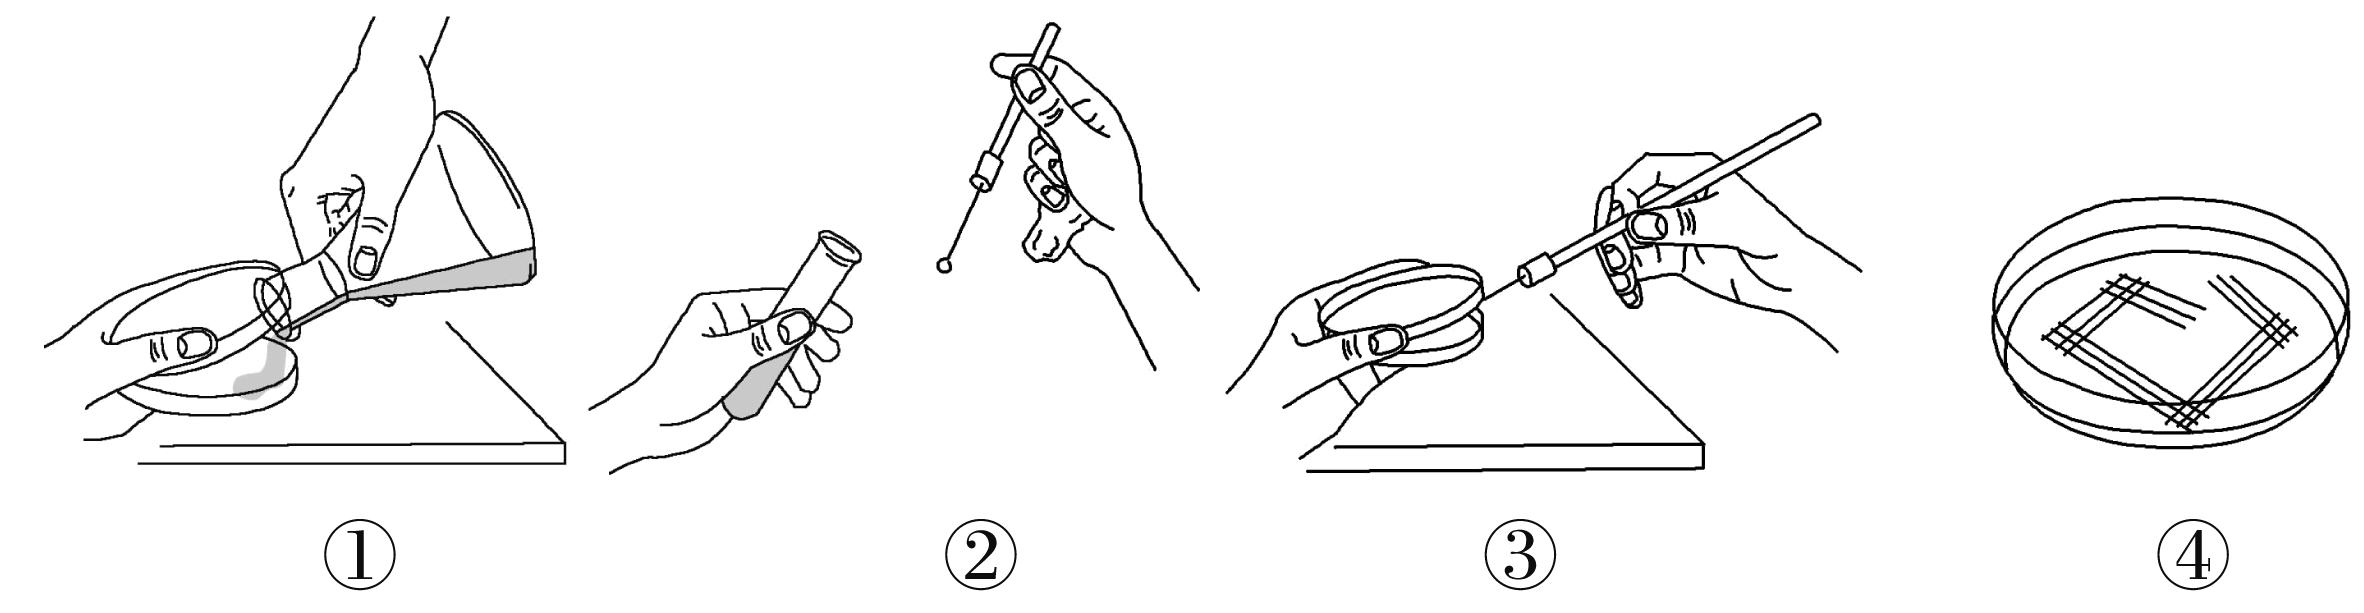 ① ② ③ ④